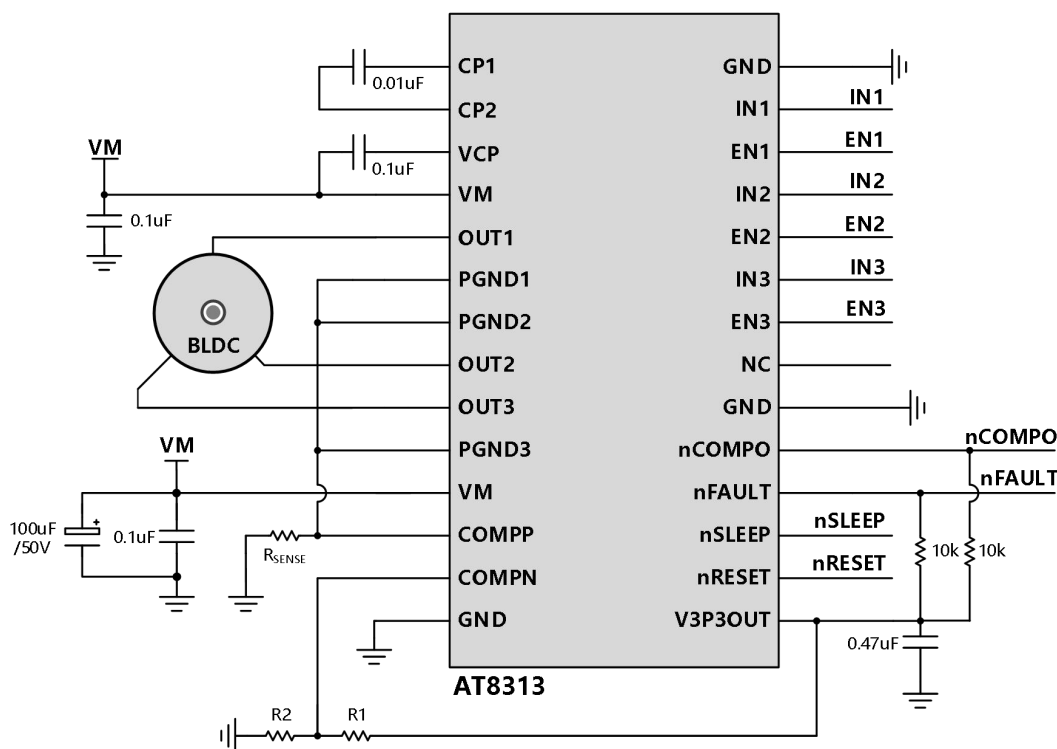 CP1
0.01uF
CP2
VCP
0.1uF
VM
VM
0.1uF
OUT1
PGND1
PGND2
BLDC
OUT2
OUT3
PGND3
VM
VM
100uF
/50V
0.1uF
COMPP
RSENSE
COMPN
GND
GND
IN1
IN1
EN1
EN1
IN2
IN2
EN2
EN2
IN3
IN3
EN3
EN3
NC
GND
nCOMPO
nCOMPO
nFAULT
nFAULT
nSLEEP
nSLEEP
10k
10k
nRESET
nRESET
V3P3OUT
0.47uF
AT8313
R2
R1